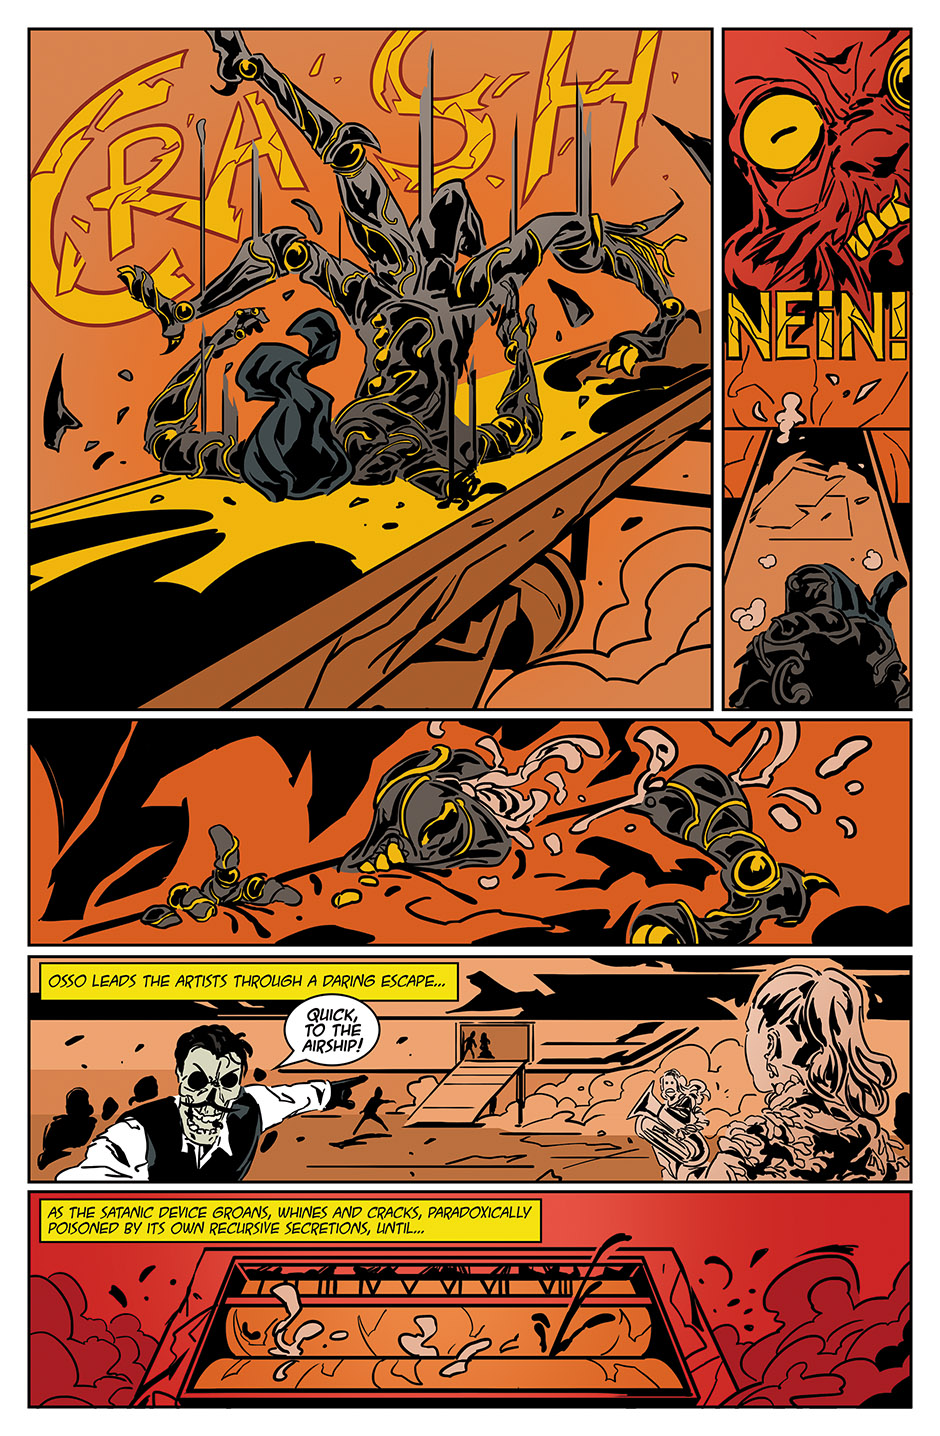 CRASH
NEiN!
OSSO LEADS THE ARTISTS THROUGH A DARING ESCAPE...
QUICK,
TO THE
AIRSHIP!
AS THE SATANIC DEVICE GROANS, WHINES AND CRACKS, PARADOXICALLY
POISONED BY ITS OWN RECURSIVE SECRETIONS, UNTIL...